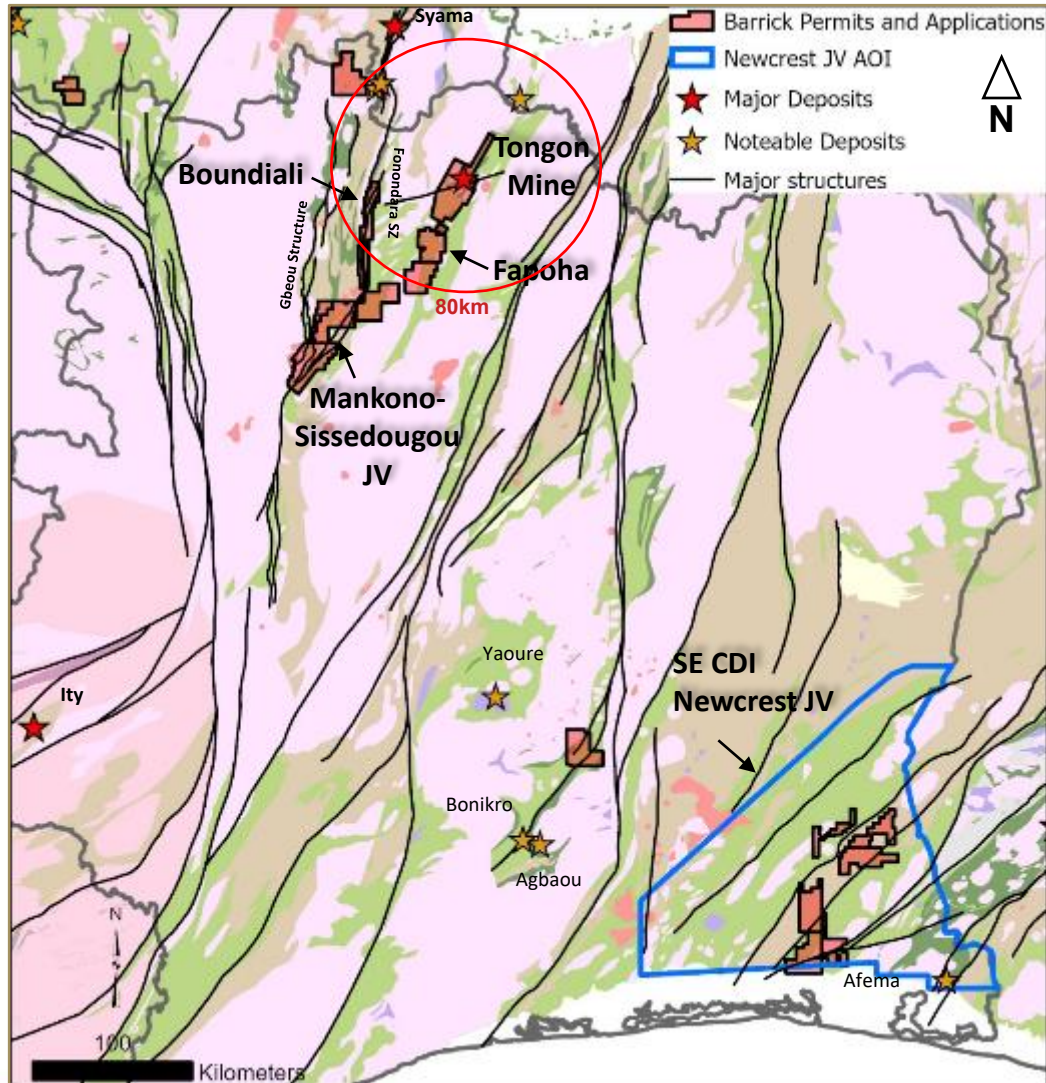 Syama
Barrick Permits and Applications
Newcrest JV AOI
Major Deposits
Noteable Deposits
Major structures
N
Tongon
Mine
Boundiali
Fonondara SZ
Gbeou Structure
Fapoha
80km
Mankono-
Sissedougou
JV
Yaoure
SE CDI
Newcrest JV
Ity
Bonikro
Agbaou
Afema
N
100
Kilometers